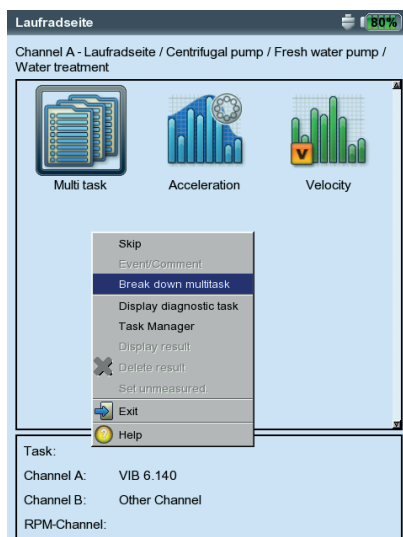 Laufradseite
80%
Channel A - Laufradseite / Centrifugal pump / Fresh water pump /
Water treatment
Multi task
Acceleration
V
Velocity
Skip
Event/Comment
Break down multitask
Display diagnostic task
Task Manager
Display result
Delete result
Set unmeasured.
Exit
? Help
Task:
Channel A: VIB 6.140
Channel B: Other Channel
RPM-Channel: